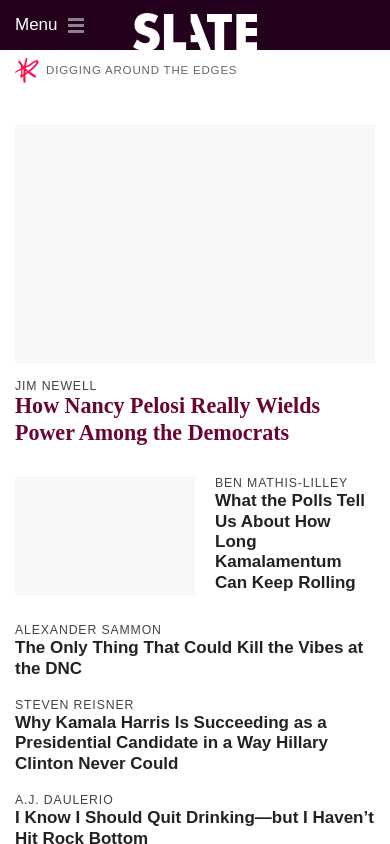 Menu
SLATE
DIGGING AROUND THE EDGES
JIM NEWELL
How Nancy Pelosi Really Wields
Power Among the Democrats
BEN MATHIS-LILLEY
What the Polls Tell
Us About How
Long
Kamalamentum
Can Keep Rolling
ALEXANDER SAMMON
The Only Thing That Could Kill the Vibes at
the DNC
STEVEN REISNER
Why Kamala Harris Is Succeeding as a
Presidential Candidate in a Way Hillary
Clinton Never Could
A.J. DAULERIO
I Know I Should Quit Drinking—but I Haven’t
Hit Rock Bottom